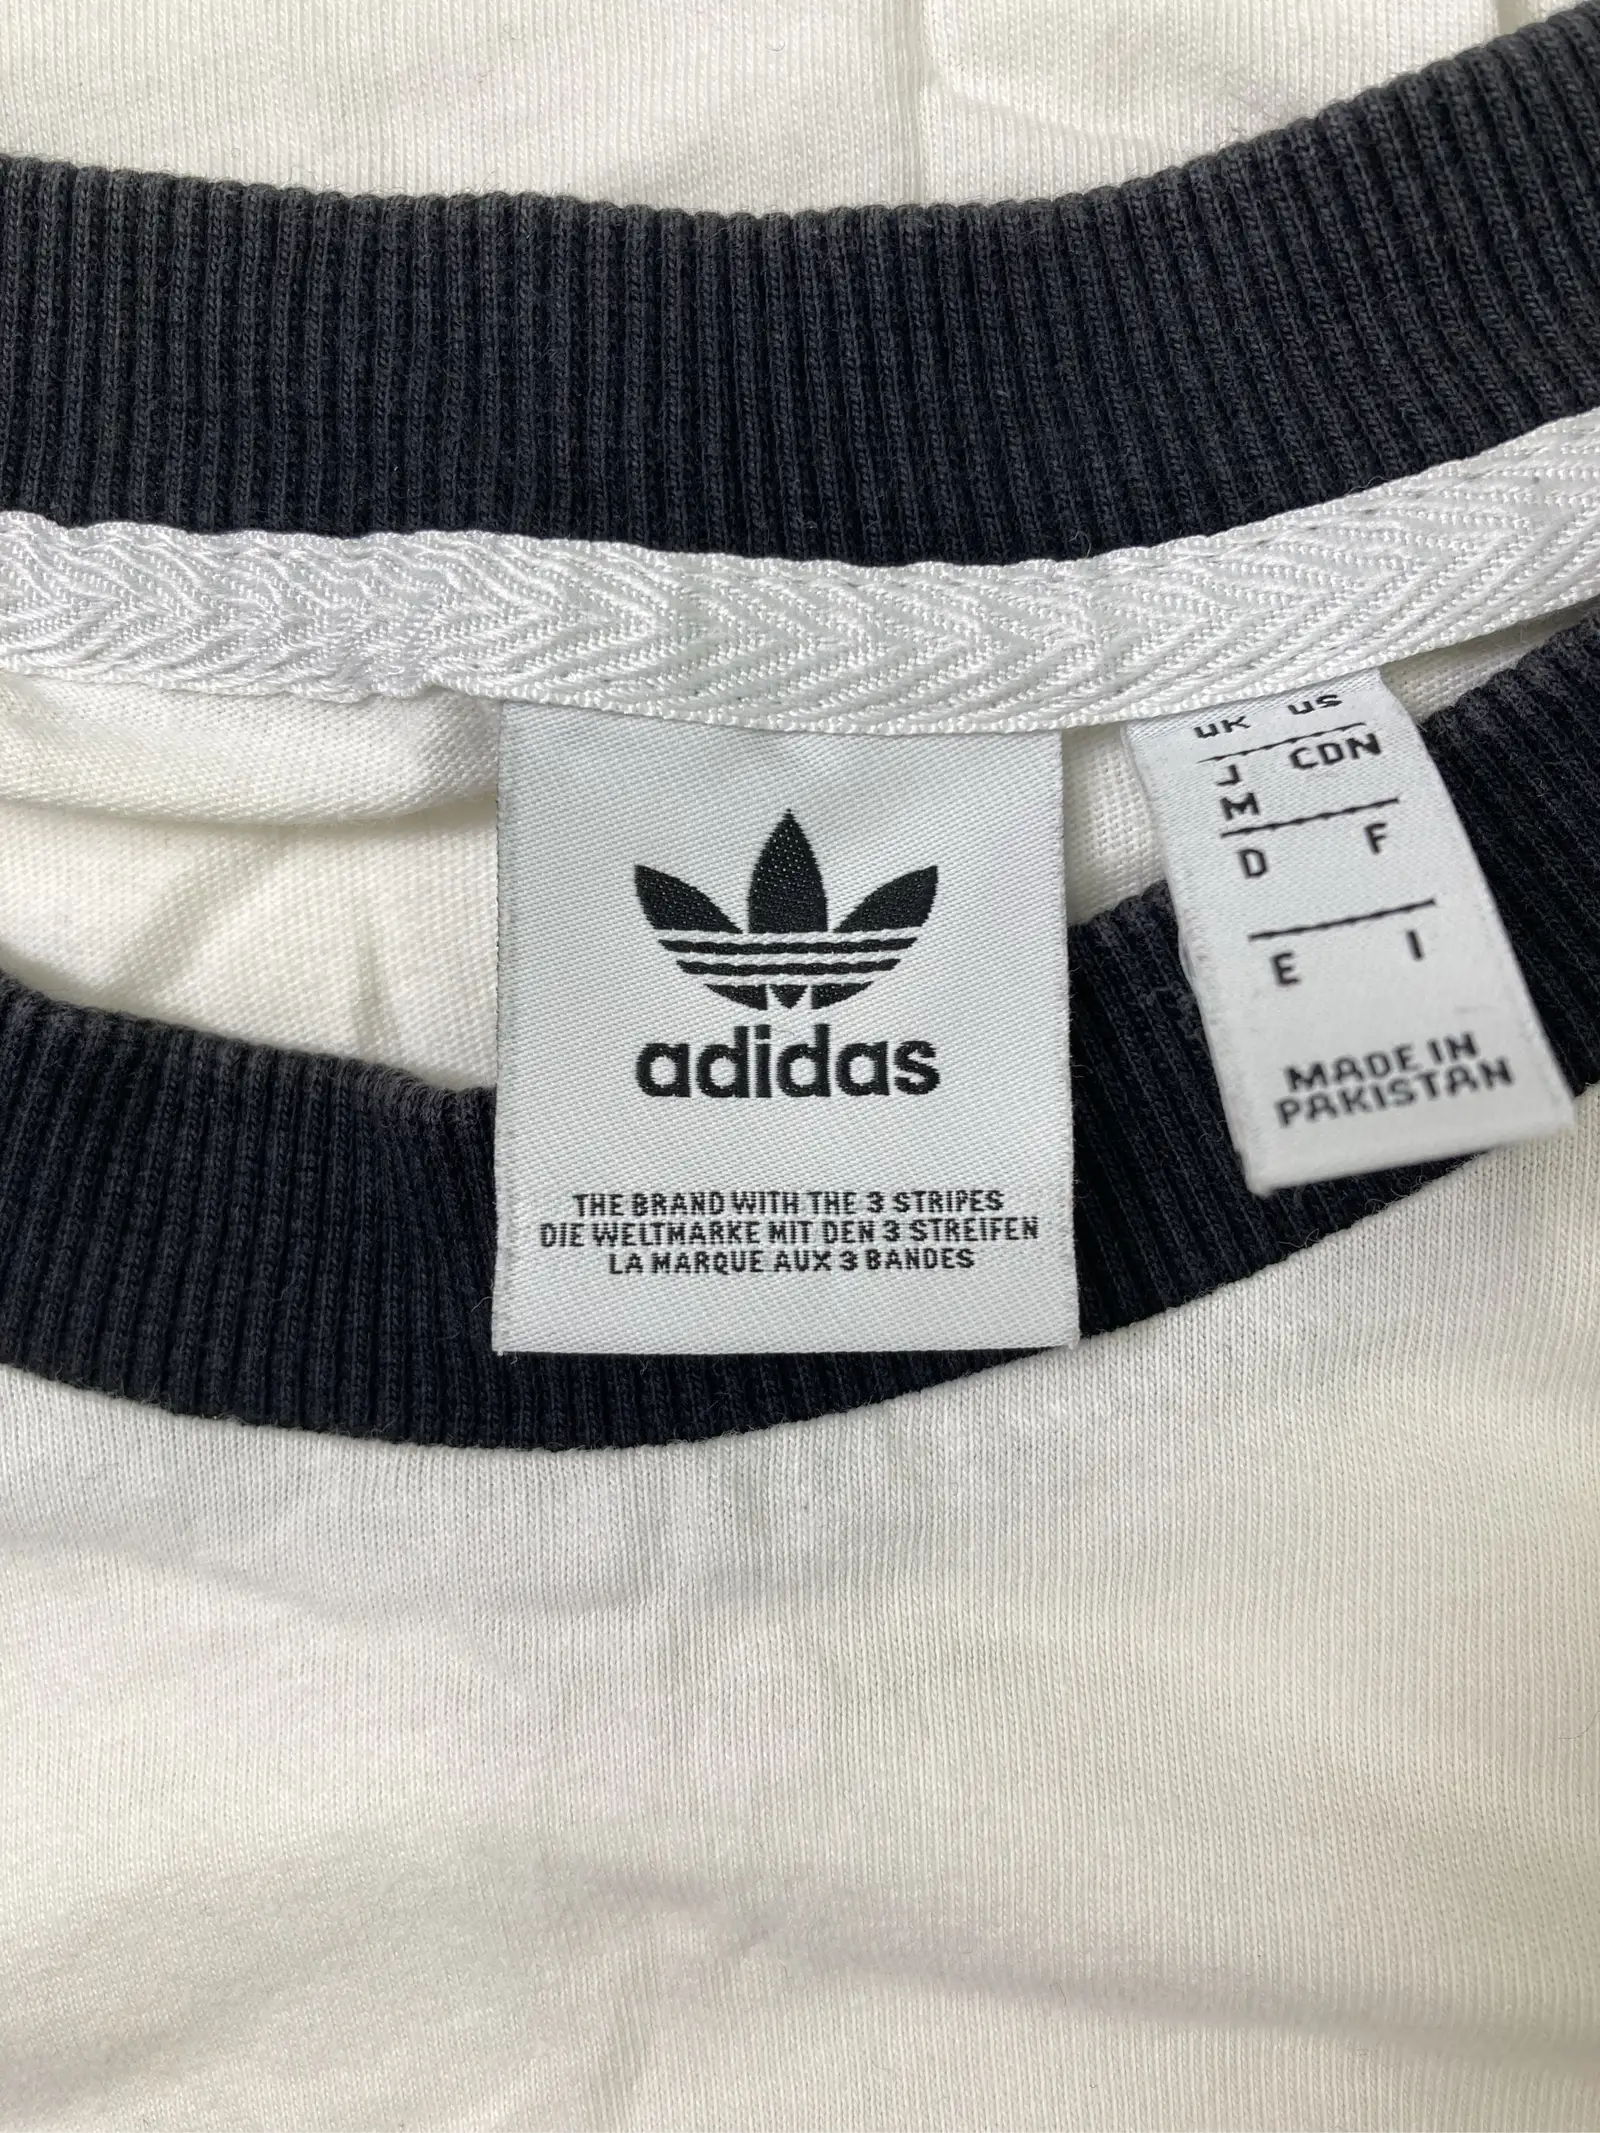 adidas
THE BRAND WITH THE 3 STRIPES
DIE WELTMARKE MIT DEN 3 STREIFEN
LA MARQUE AUX 3 BANDES
UK US
J CDN
M
D F
E I
MADE IN
PAKISTAN